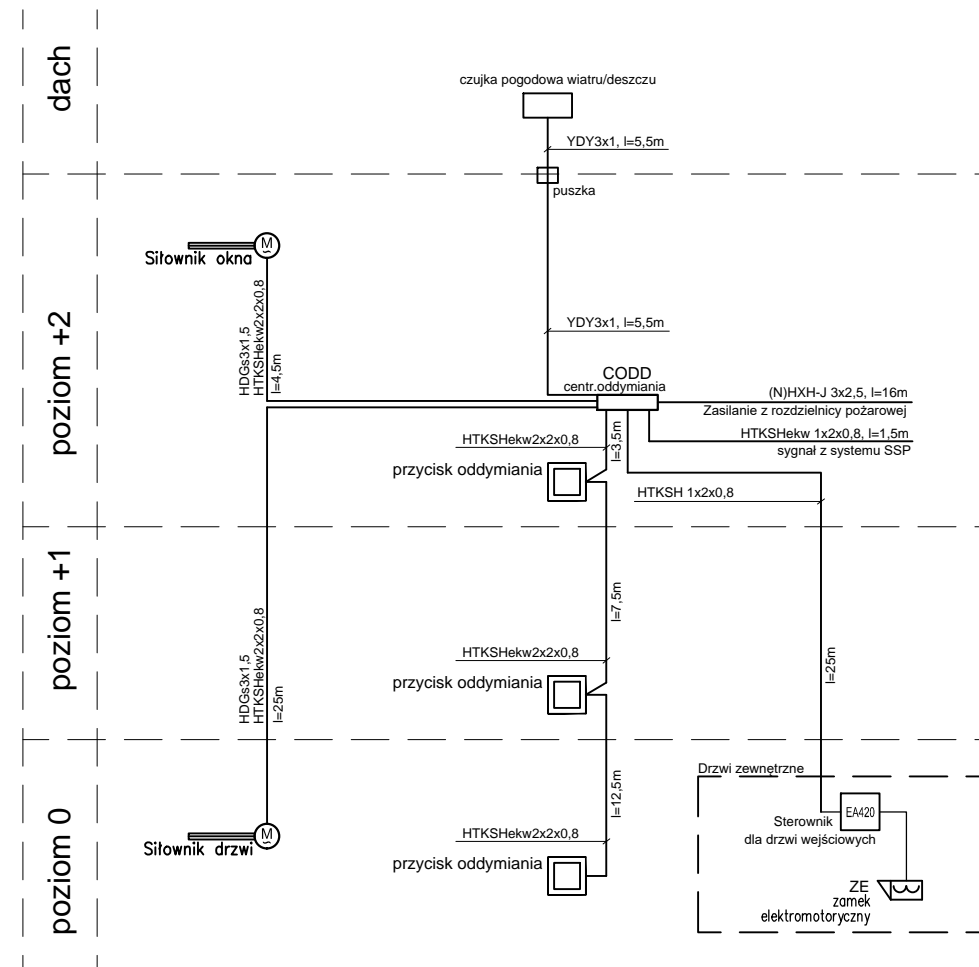 dach
czujka pogodowa wiatru/deszczu
YDY3x1, l=5,5m
puszka
poziom +2
M
~
Siłownik okna
HDGs3x1,5
HTKSHekw2x2x0,8
l=4,5m
YDY3x1, l=5,5m
CODD
centr.oddymiania
(N)HXH-J 3x2,5, l=16m
Zasilanie z rozdzielnicy pożarowej
HTKSHekw 1x2x0,8, l=1,5m
sygnał z systemu SSP
HTKSHekw2x2x0,8
l=3,5m
przycisk oddymiania
HTKSH 1x2x0,8
poziom +1
l=7,5m
HDGs3x1,5
HTKSHekw2x2x0,8
l=25m
HTKSHekw2x2x0,8
przycisk oddymiania
l=25m
poziom 0
l=12,5m
Drzwi zewnętrzne
M
~
Siłownik drzwi
HTKSHekw2x2x0,8
przycisk oddymiania
EA420
Sterownik
dla drzwi wejściowych
ZE
zamek
elektromotoryczny